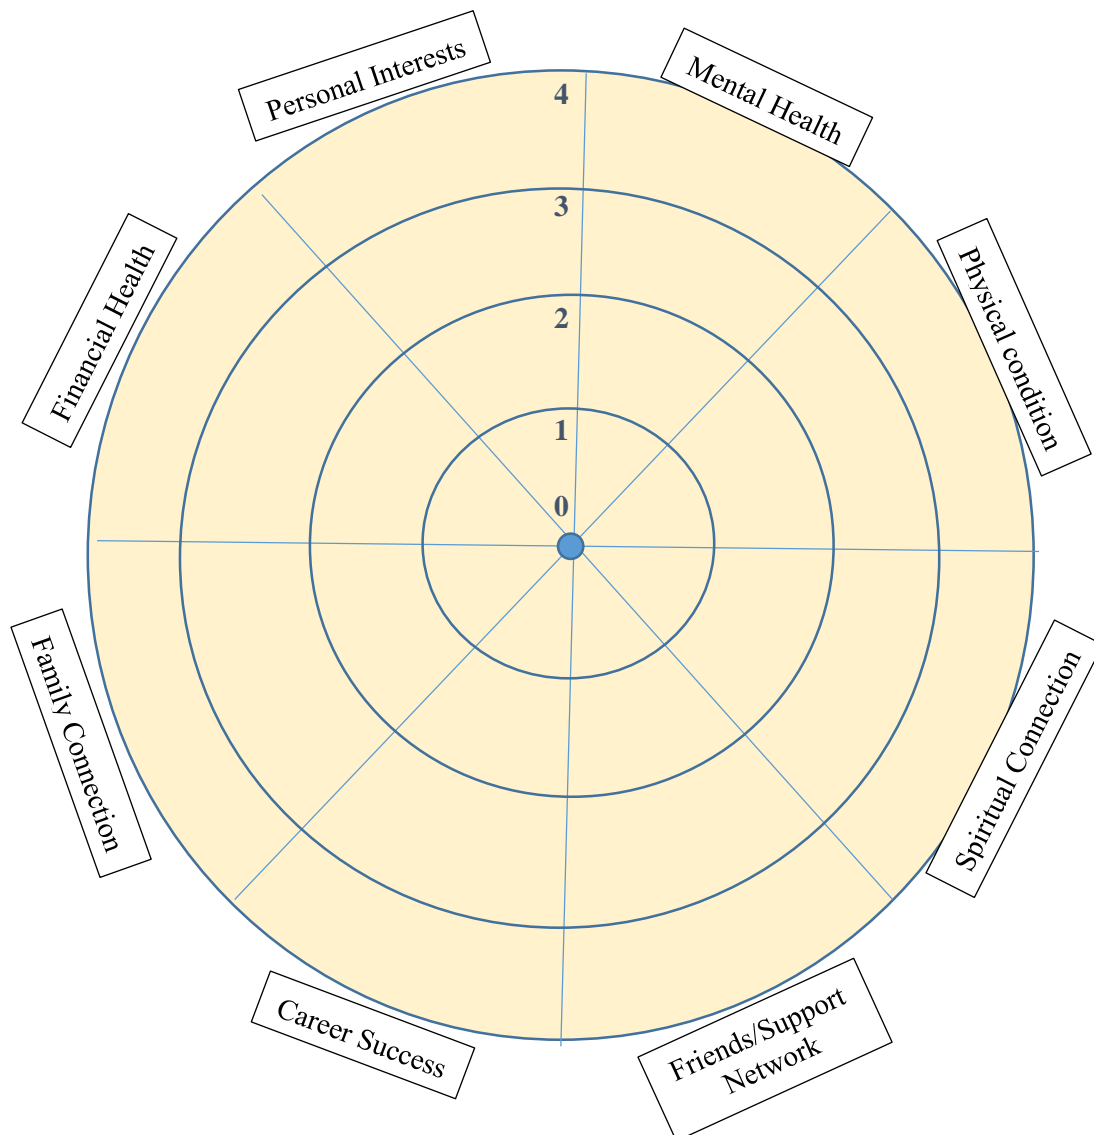 Personal Interests
Mental Health
4
3
2
1
0
Financial Health
Physical condition
Family Connection
Spiritual Connection
Career Success
Friends/Support
Network